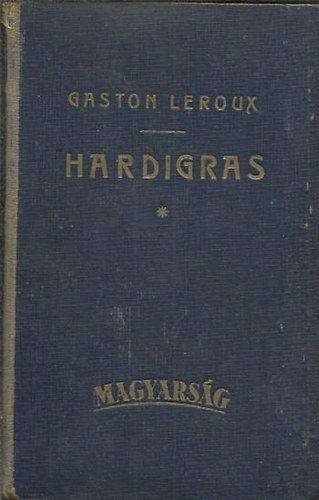 GASTON LEROUX
HARDIGRAS
*
MAGYARSÁG